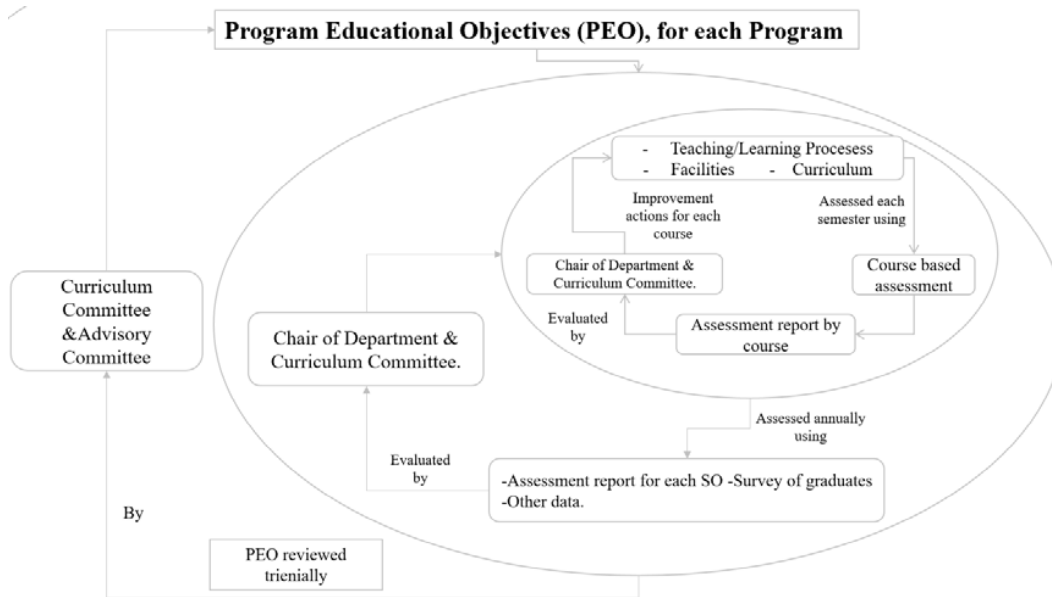 Program Educational Objectives (PEO), for each Program
- Teaching/Learning Procesess
- Facilities - Curriculum
Improvement
actions for each
course
Assessed each
semester using
Chair of Department &
Curriculum Committee.
Course based
assessment
Evaluated
by
Assessment report by
course
Curriculum
Committee
&Advisory
Committee
Chair of Department &
Curriculum Committee.
Assessed annually
using
Evaluated
by
-Assessment report for each SO -Survey of graduates
-Other data.
By
PEO reviewed
trienially